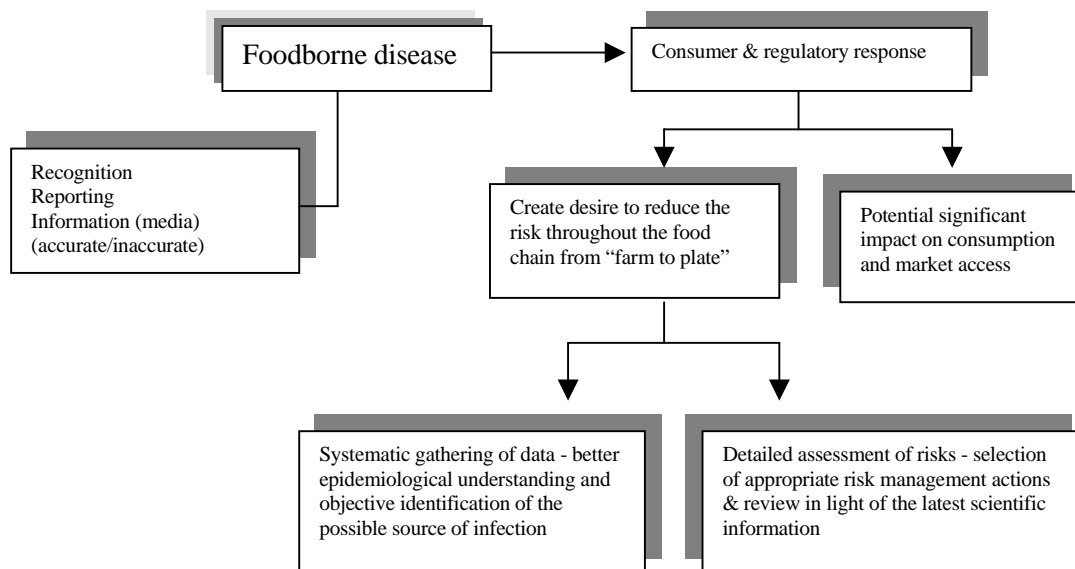 Foodborne disease
Consumer & regulatory response
Recognition
Reporting
Information (media)
(accurate/inaccurate)
Create desire to reduce the
risk throughout the food
chain from “farm to plate”
Potential significant
impact on consumption
and market access
Systematic gathering of data - better
epidemiological understanding and
objective identification of the
possible source of infection
Detailed assessment of risks - selection
of appropriate risk management actions
& review in light of the latest scientific
information